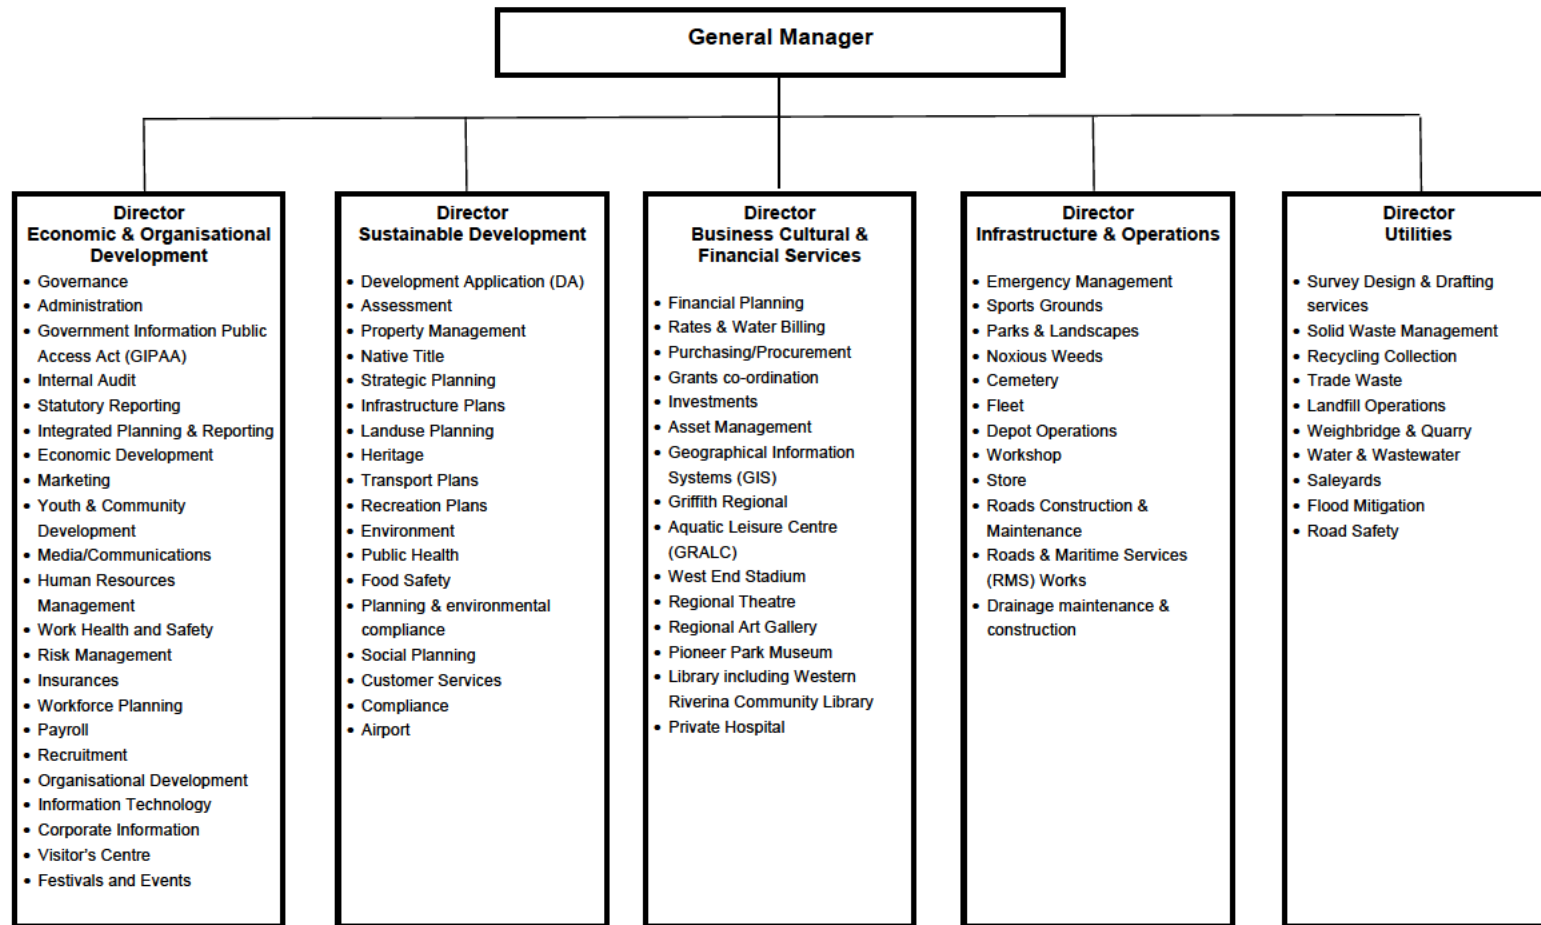 General Manager
Director
Economic & Organisational
Development
• Governance
• Administration
• Government Information Public
Access Act (GIPAA)
• Internal Audit
• Statutory Reporting
• Integrated Planning & Reporting
• Economic Development
• Marketing
• Youth & Community
Development
• Media/Communications
• Human Resources
Management
• Work Health and Safety
• Risk Management
• Insurances
• Workforce Planning
• Payroll
• Recruitment
• Organisational Development
• Information Technology
• Corporate Information
• Visitor's Centre
• Festivals and Events
Director
Sustainable Development
• Development Application (DA)
• Assessment
• Property Management
• Native Title
• Strategic Planning
• Infrastructure Plans
• Landuse Planning
• Heritage
• Transport Plans
• Recreation Plans
• Environment
• Public Health
• Food Safety
• Planning & environmental
compliance
• Social Planning
• Customer Services
• Compliance
• Airport
Director
Business Cultural &
Financial Services
• Financial Planning
• Rates & Water Billing
• Purchasing/Procurement
• Grants co-ordination
• Investments
• Asset Management
• Geographical Information
Systems (GIS)
• Griffith Regional
• Aquatic Leisure Centre
(GRALC)
• West End Stadium
• Regional Theatre
• Regional Art Gallery
• Pioneer Park Museum
• Library including Western
Riverina Community Library
• Private Hospital
Director
Infrastructure & Operations
• Emergency Management
• Sports Grounds
• Parks & Landscapes
• Noxious Weeds
• Cemetery
• Fleet
• Depot Operations
• Workshop
• Store
• Roads Construction &
Maintenance
• Roads & Maritime Services
(RMS) Works
• Drainage maintenance &
construction
Director
Utilities
• Survey Design & Drafting
services
• Solid Waste Management
• Recycling Collection
• Trade Waste
• Landfill Operations
• Weighbridge & Quarry
• Water & Wastewater
• Saleyards
• Flood Mitigation
• Road Safety